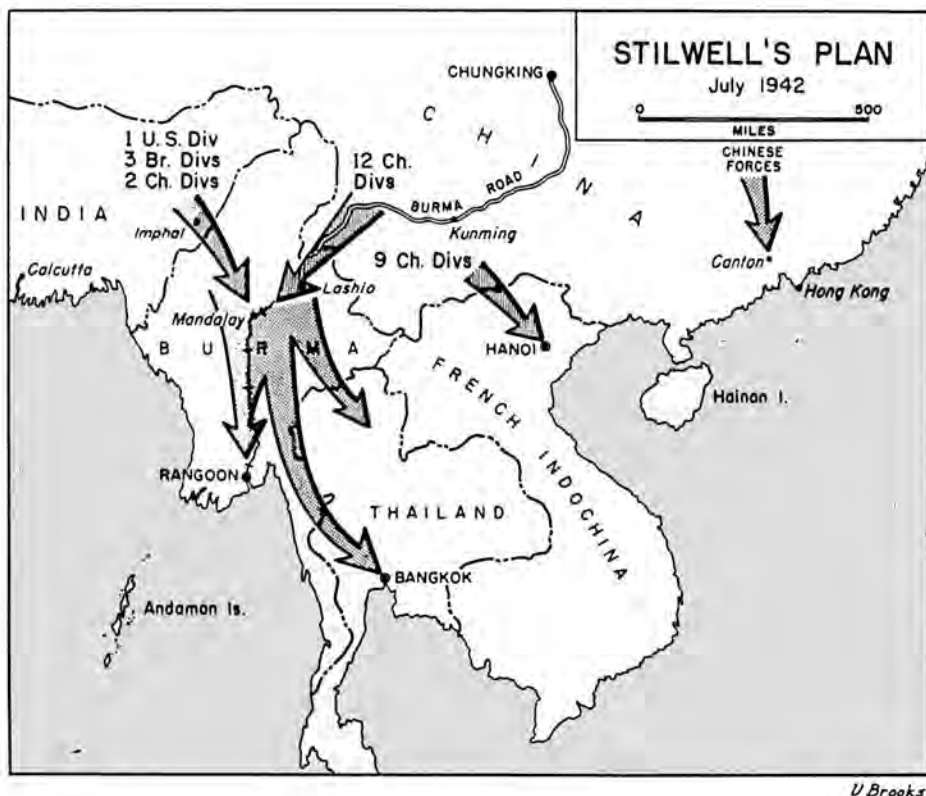 STILWELL'S PLAN
July 1942
0 500
MILES
CHINESE
FORCES
CHUNGKING
CHINA
1 U.S. Div
3 Br. Divs
2 Ch. Divs
12 Ch.
Divs
INDIA
Imphal
BURMA ROAD
Kunming
9 Ch. Divs
Canton
Calcutta
Lashio
Hong Kong
Mandalay
BURMA
HANOI
FRENCH INDOCHINA
Hainan I.
RANGOON
THAILAND
BANGKOK
Andaman Is.
U Brooks